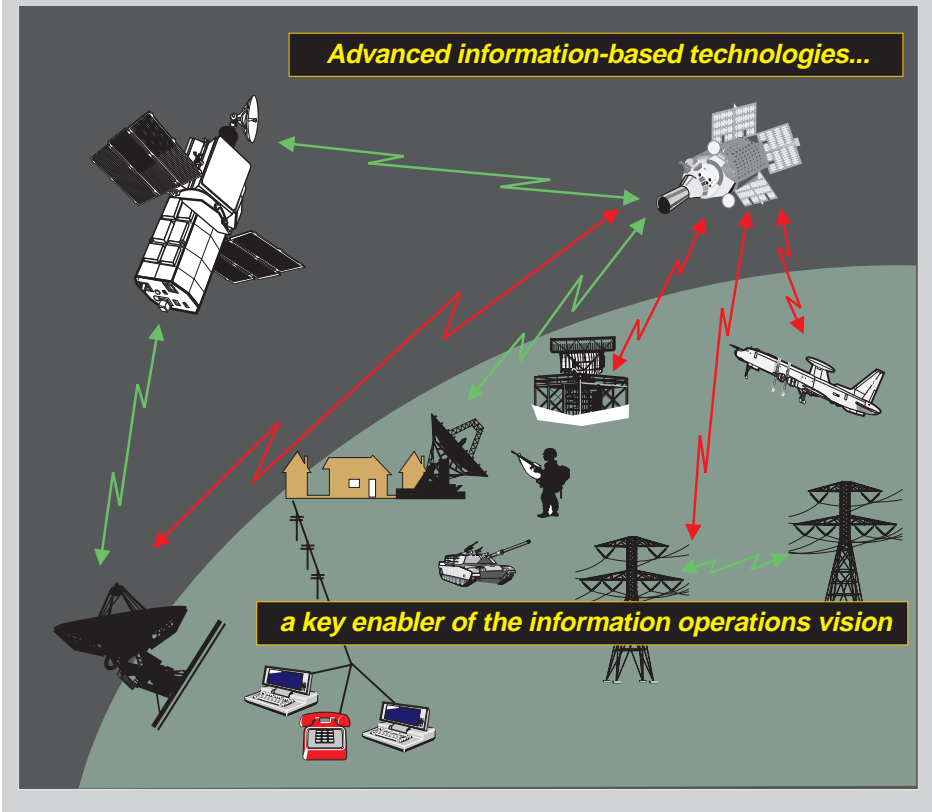 Advanced information-based technologies...
a key enabler of the information operations vision